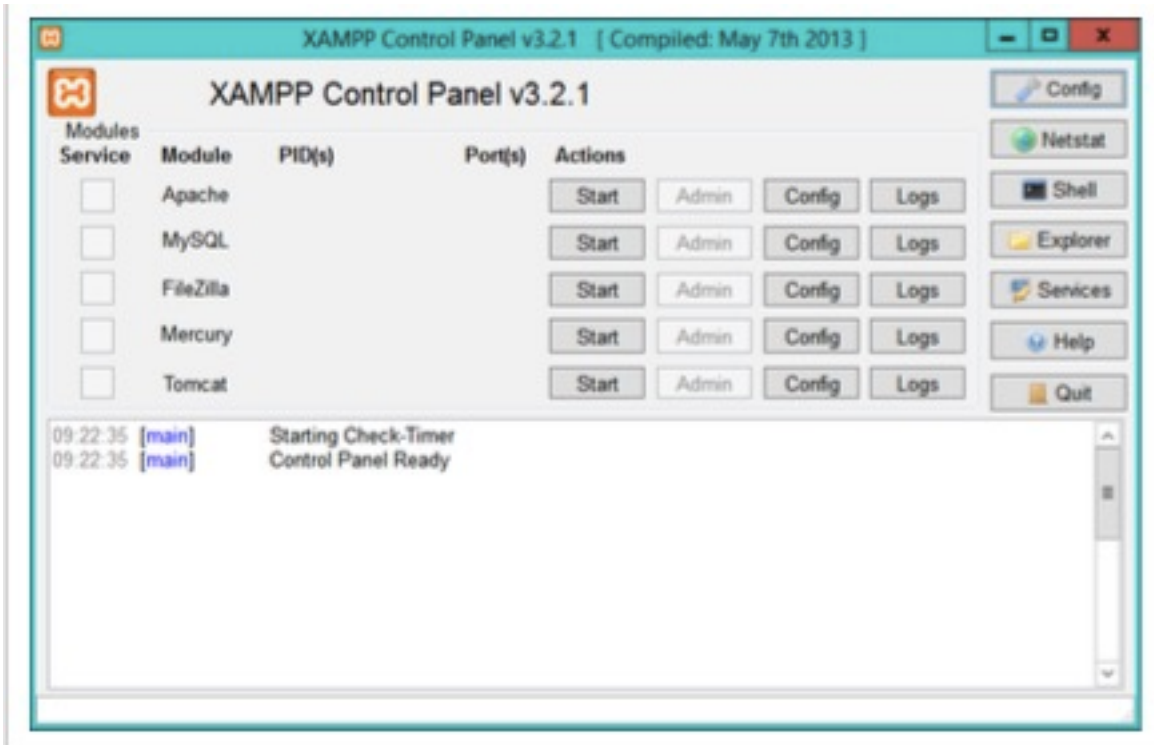 XAMPP Control Panel v3.2.1 [ Compiled: May 7th 2013 ]
XAMPP Control Panel v3.2.1
Config
Modules
Netstat
Service Module PID(s) Port(s) Actions
Apache Start Admin Config Logs
Shell
MySQL Start Admin Config Logs
Explorer
FileZilla Start Admin Config Logs
Services
Mercury Start Admin Config Logs
Help
Tomcat Start Admin Config Logs
Quit
09:22:35 [main] Starting Check-Timer
09:22:35 [main] Control Panel Ready